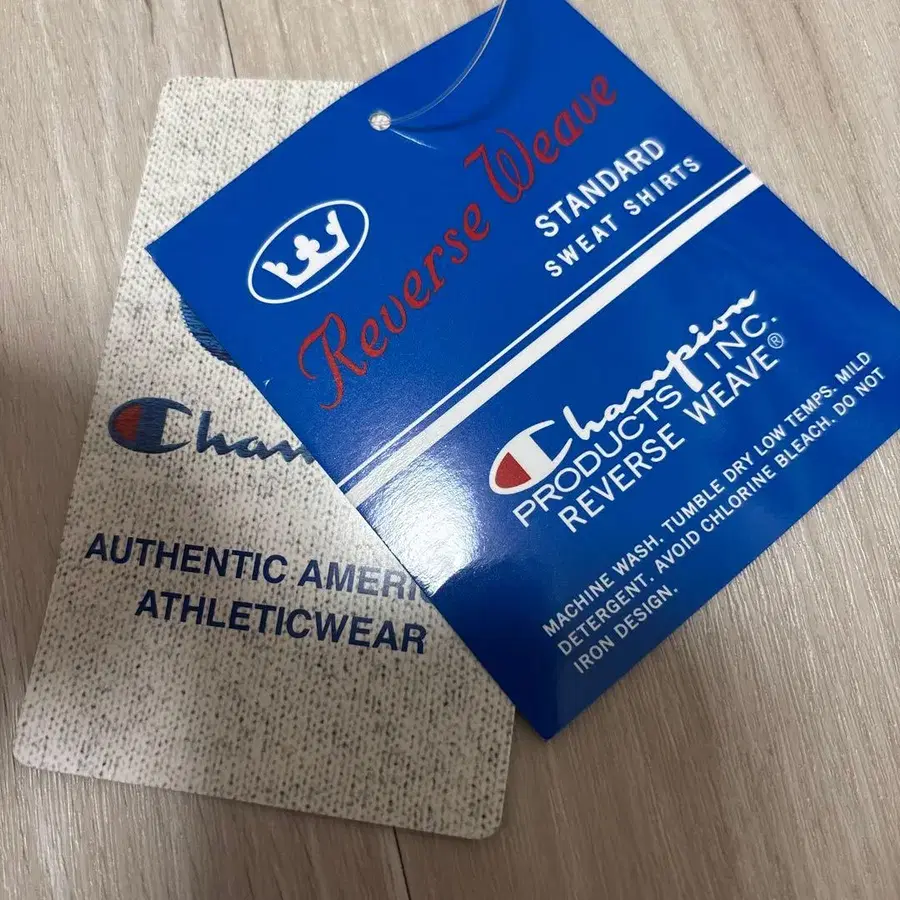 Reverse Weave
STANDARD
SWEAT SHIRTS
Champion
PRODUCTS INC.
REVERSE WEAVE®
MACHINE WASH. TUMBLE DRY LOW TEMPS. MILD
DETERGENT. AVOID CHLORINE BLEACH. DO NOT
IRON DESIGN.
Cham
AUTHENTIC AMERI
ATHLETICWEAR